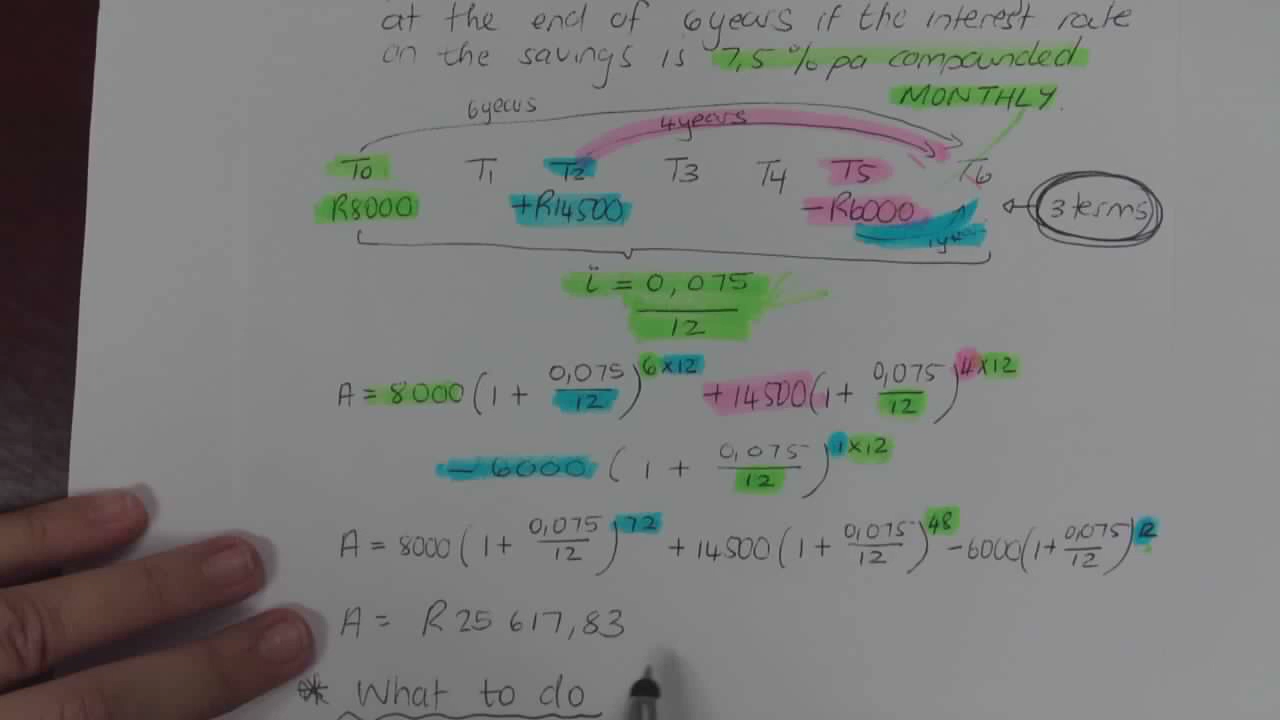 at the end of 6 years if the interest rate
on the savings is 7,5 % pa compounded
MONTHLY.
6years
4years
T0 T1 T2 T3 T4 T5 T6
R8000 +R14500 -R6000 3 terms
i = 0,075
12
A = 8000 (1 + 0,075/12)^6×12 + 14500 (1 + 0,075/12)^4×12
- 6000 (1 + 0,075/12)^1×12
A = 8000 (1 + 0,075/12)^72 + 14500 (1 + 0,075/12)^48 - 6000 (1 + 0,075/12)^12
A = R 25 617,83
* What to do